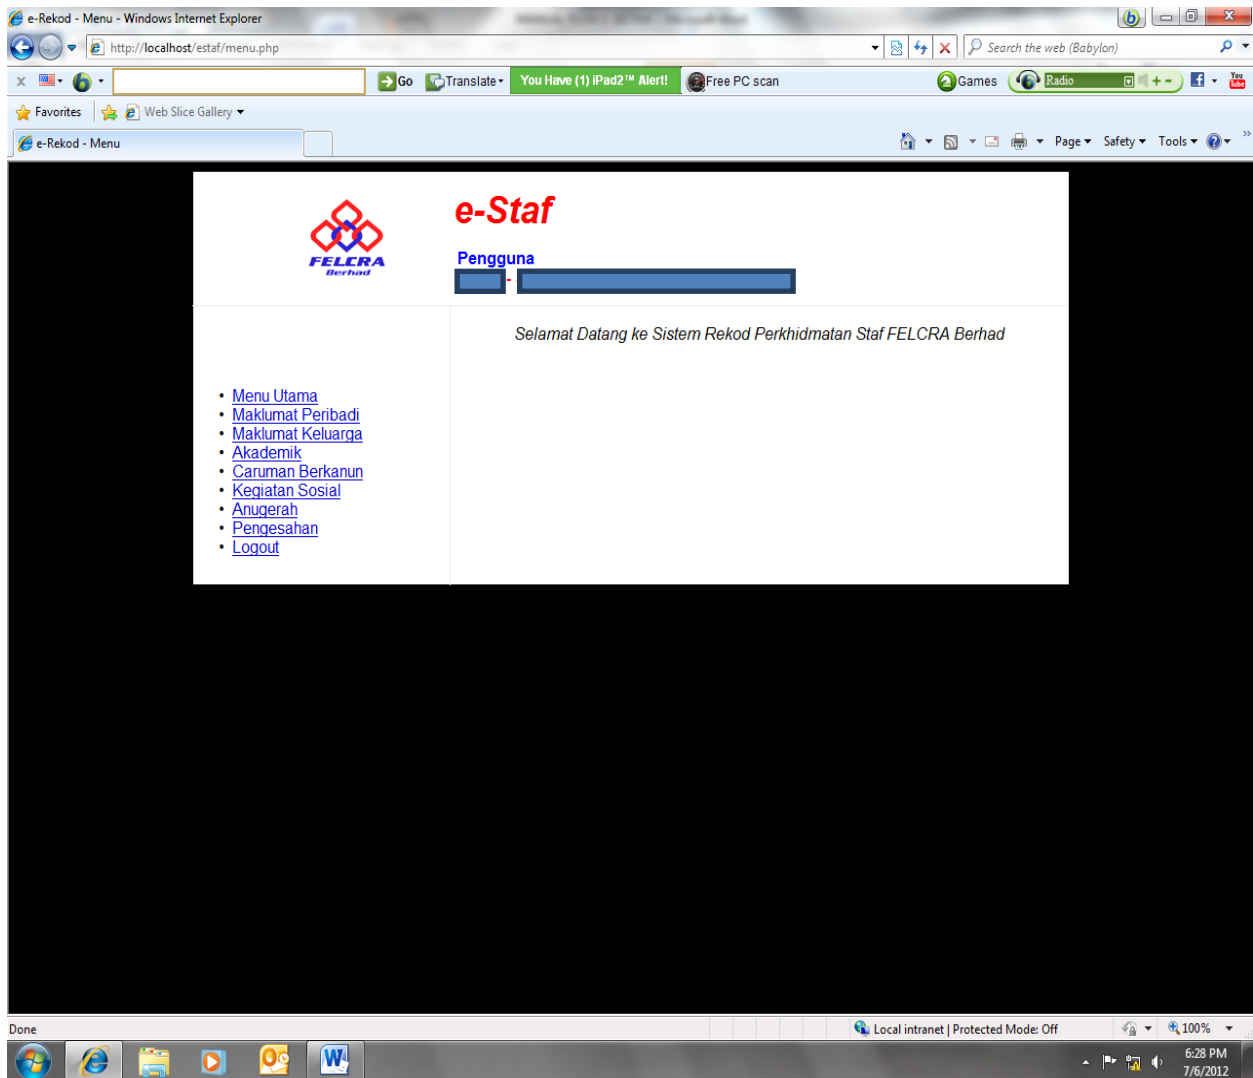 e-Rekod - Menu - Windows Internet Explorer
http://localhost/estaf/menu.php
Search the web (Babylon)
x Go Translate You Have (1) iPad2™ Alert! Free PC scan Games Radio + - f You Tube
Favorites Web Slice Gallery
e-Rekod - Menu Page Safety Tools
e-Staf
FELCRA
Berhad
Pengguna
-
Selamat Datang ke Sistem Rekod Perkhidmatan Staf FELCRA Berhad
• Menu Utama
• Maklumat Peribadi
• Maklumat Keluarga
• Akademik
• Caruman Berkanun
• Kegiatan Sosial
• Anugerah
• Pengesahan
• Logout
Done Local intranet | Protected Mode: Off 100%
6:28 PM
7/6/2012